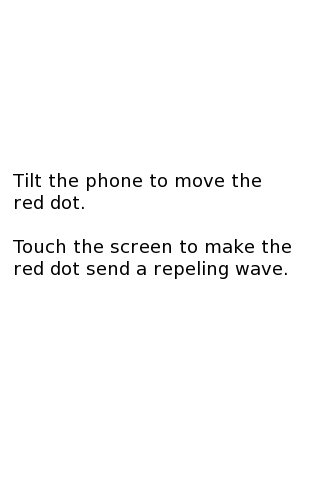 Tilt the phone to move the
red dot.
Touch the screen to make the
red dot send a repeling wave.